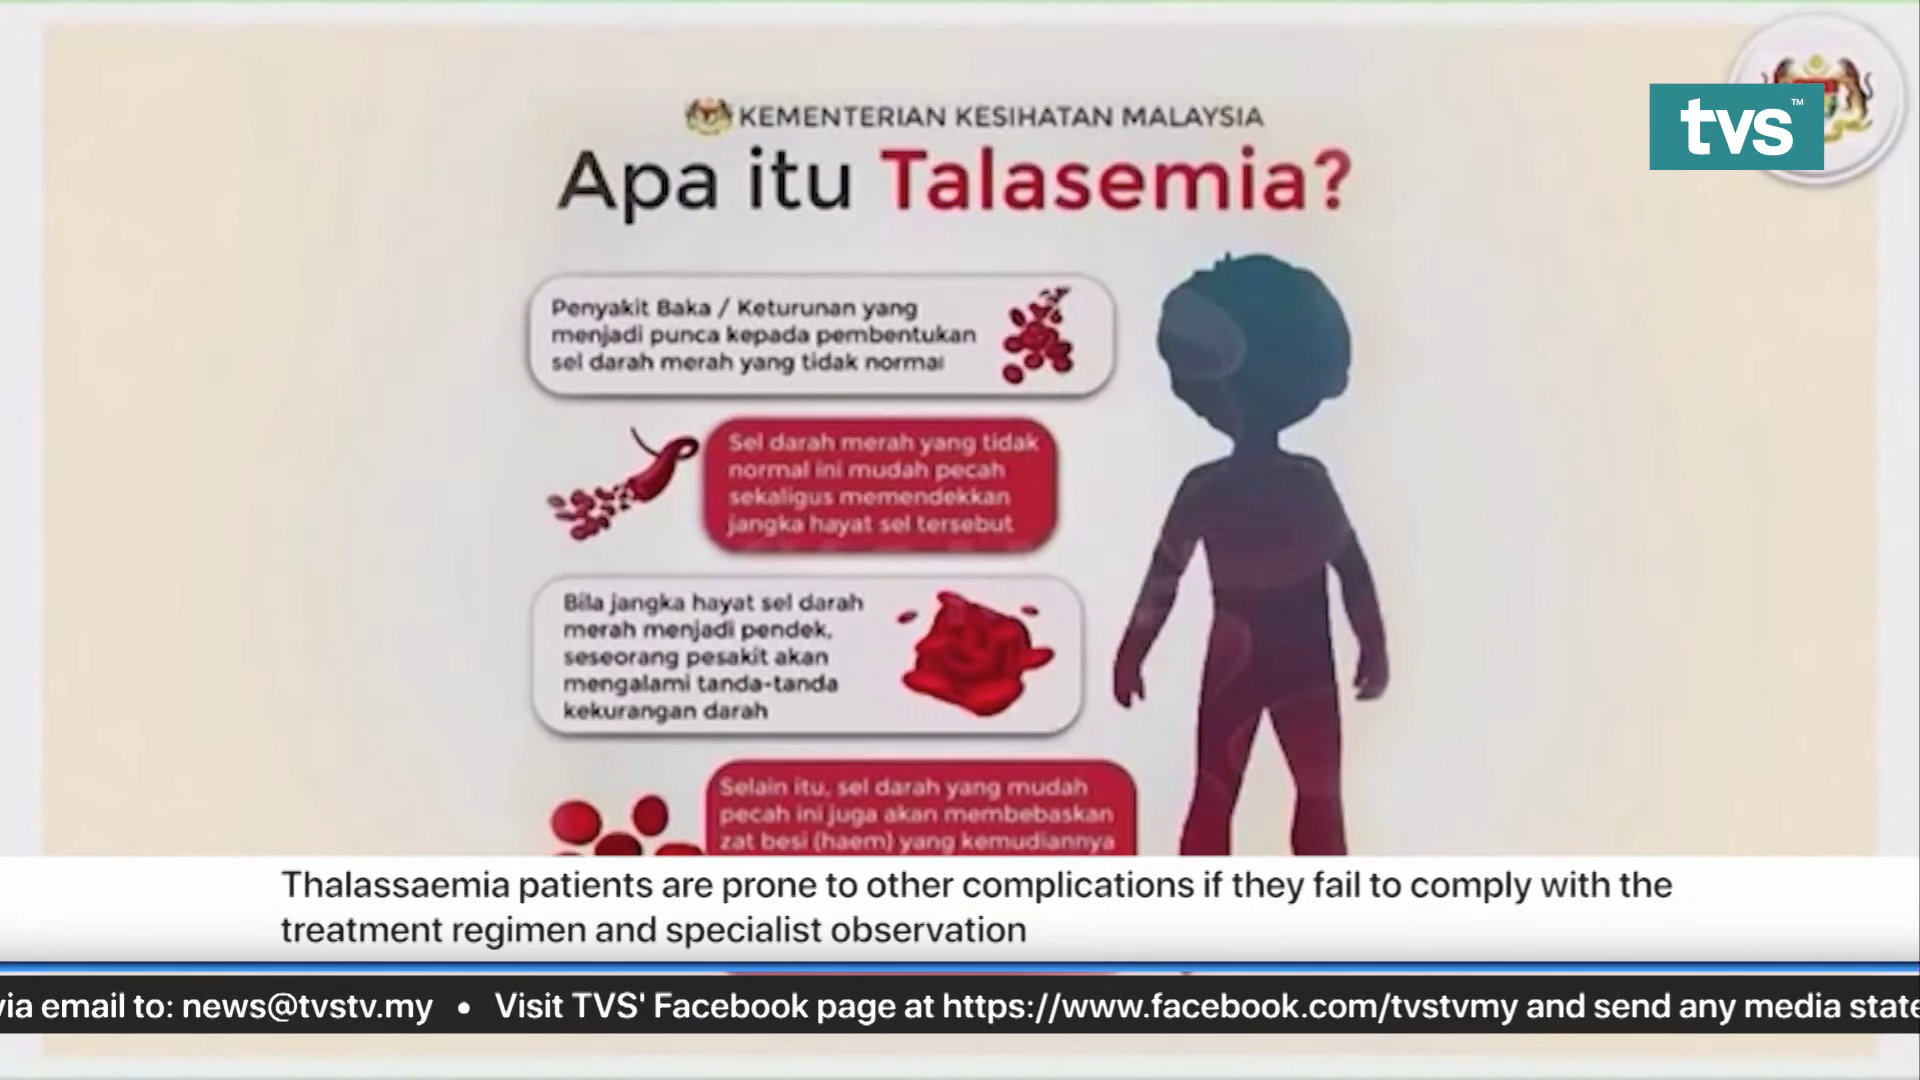 KEMENTERIAN KESIHATAN MALAYSIA
tvs™
Apa itu Talasemia?
Penyakit Baka / Keturunan yang
menjadi punca kepada pembentukan
sel darah merah yang tidak normal
Sel darah merah yang tidak
normal ini mudah pecah
sekaligus memendekkan
jangka hayat sel tersebut
Bila jangka hayat sel darah
merah menjadi pendek,
seseorang pesakit akan
mengalami tanda-tanda
kekurangan darah
Selain itu, sel darah yang mudah
pecah ini juga akan membebaskan
zat besi (haem) yang kemudiannya
Thalassaemia patients are prone to other complications if they fail to comply with the
treatment regimen and specialist observation
via email to: news@tvstv.my • Visit TVS' Facebook page at https://www.facebook.com/tvstvmy and send any media state